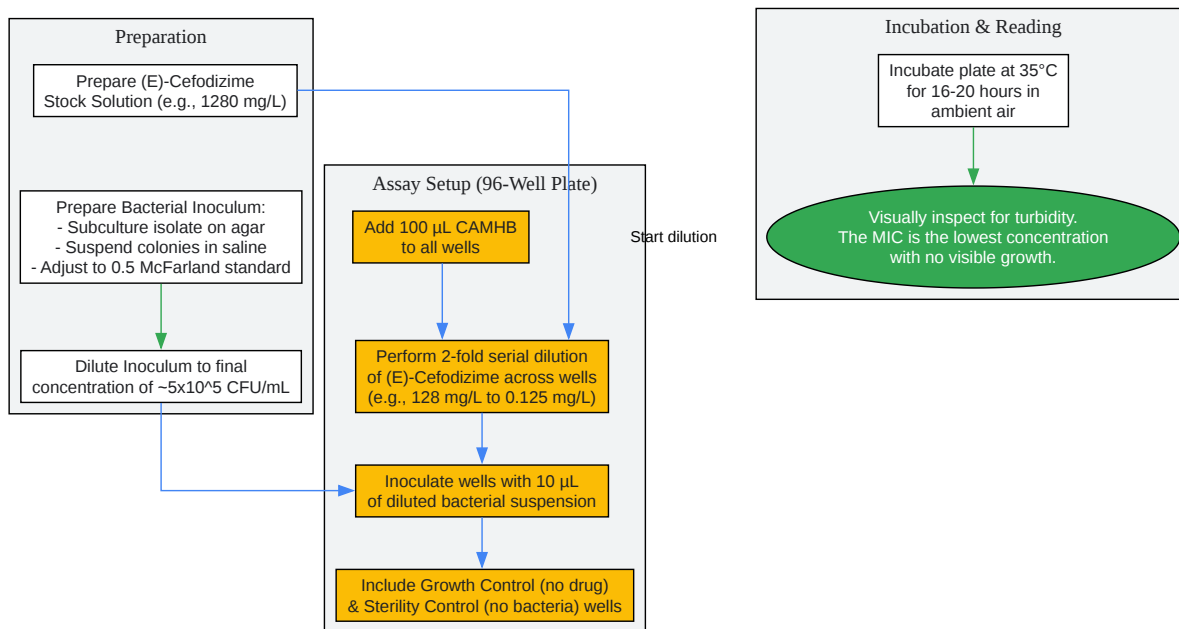 Preparation
Prepare (E)-Cefodizime
Stock Solution (e.g., 1280 mg/L)
Prepare Bacterial Inoculum:
- Subculture isolate on agar
- Suspend colonies in saline
- Adjust to 0.5 McFarland standard
Dilute Inoculum to final
concentration of ~5x10^5 CFU/mL
Assay Setup (96-Well Plate)
Add 100 µL CAMHB
to all wells
Start dilution
Perform 2-fold serial dilution
of (E)-Cefodizime across wells
(e.g., 128 mg/L to 0.125 mg/L)
Inoculate wells with 10 µL
of diluted bacterial suspension
Include Growth Control (no drug)
& Sterility Control (no bacteria) wells
Incubation & Reading
Incubate plate at 35°C
for 16-20 hours in
ambient air
Visually inspect for turbidity.
The MIC is the lowest concentration
with no visible growth.